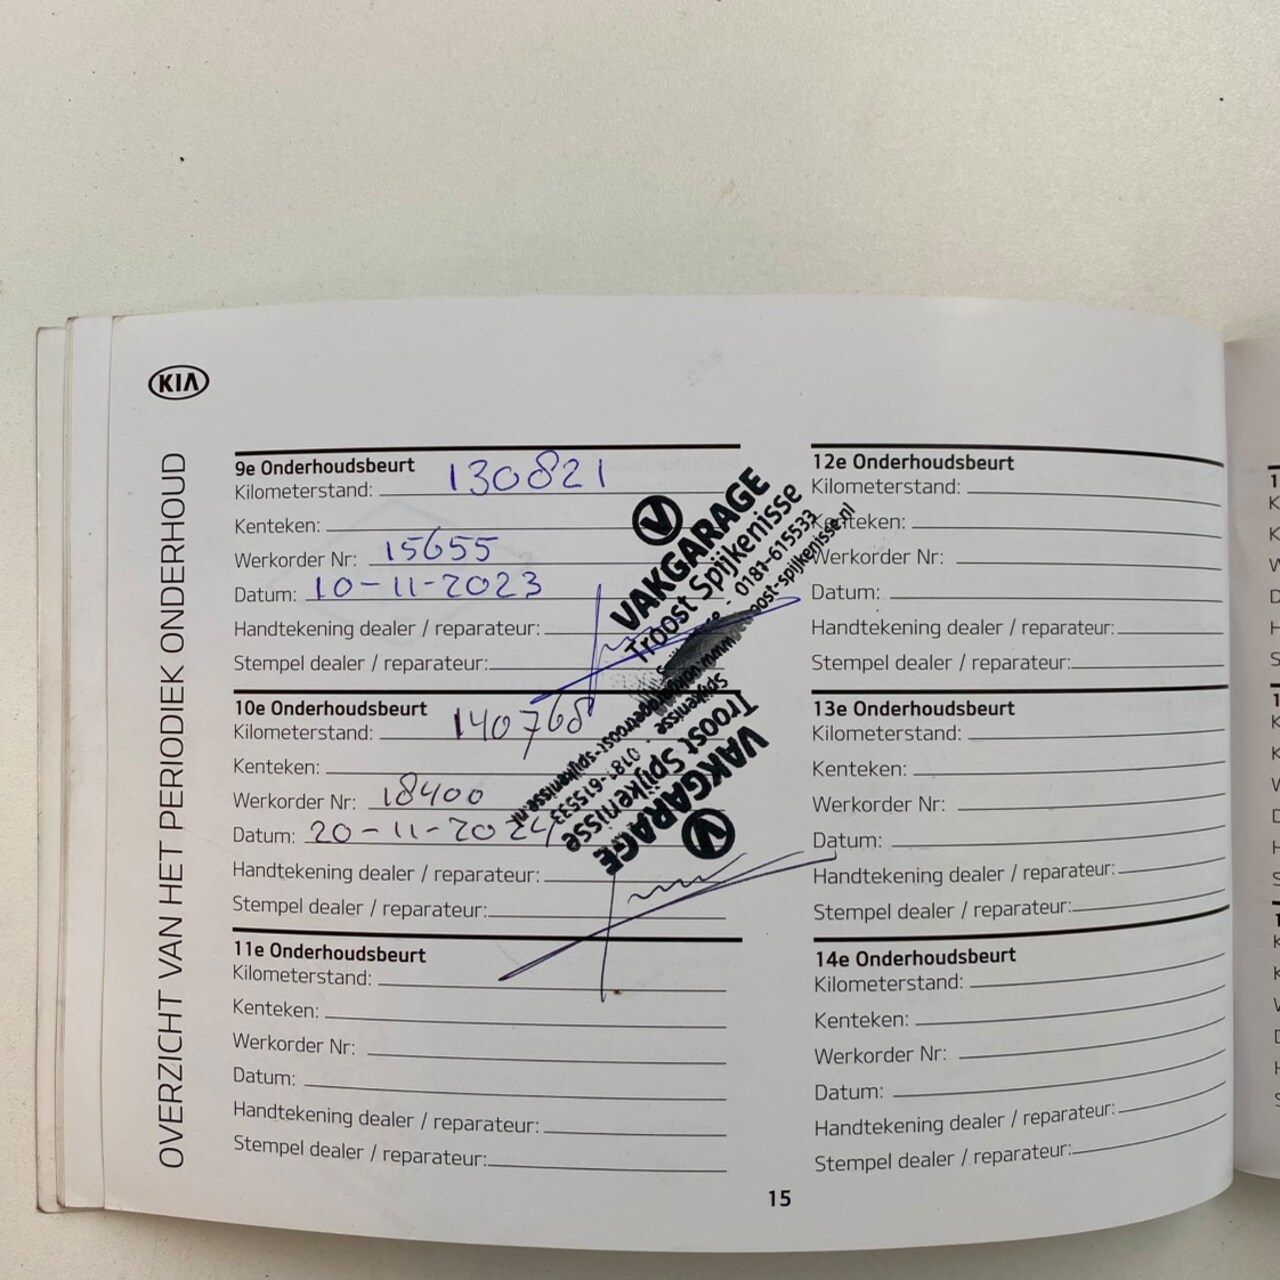 KIA
OVERZICHT VAN HET PERIODIEK ONDERHOUD
9e Onderhoudsbeurt
Kilometerstand: 130821
Kenteken:
Werkorder Nr: 15655
Datum: 10-11-2023
Handtekening dealer / reparateur:
Stempel dealer / reparateur:
VAKGARAGE
Troost Spijkenisse
0181-615533
10e Onderhoudsbeurt
Kilometerstand: 140768
Kenteken:
Werkorder Nr: 18400
Datum: 20-11-2024
Handtekening dealer / reparateur:
Stempel dealer / reparateur:
VAKGARAGE
Troost Spijkenisse
Spijkenisse - 0181-615533
www.vakgaragetroost-spijkenisse.nl
11e Onderhoudsbeurt
Kilometerstand:
Kenteken:
Werkorder Nr:
Datum:
Handtekening dealer / reparateur:
Stempel dealer / reparateur:
12e Onderhoudsbeurt
Kilometerstand:
Kenteken:
Werkorder Nr:
Datum:
Handtekening dealer / reparateur:
Stempel dealer / reparateur:
13e Onderhoudsbeurt
Kilometerstand:
Kenteken:
Werkorder Nr:
Datum:
Handtekening dealer / reparateur:
Stempel dealer / reparateur:
14e Onderhoudsbeurt
Kilometerstand:
Kenteken:
Werkorder Nr:
Datum:
Handtekening dealer / reparateur:
Stempel dealer / reparateur:
15